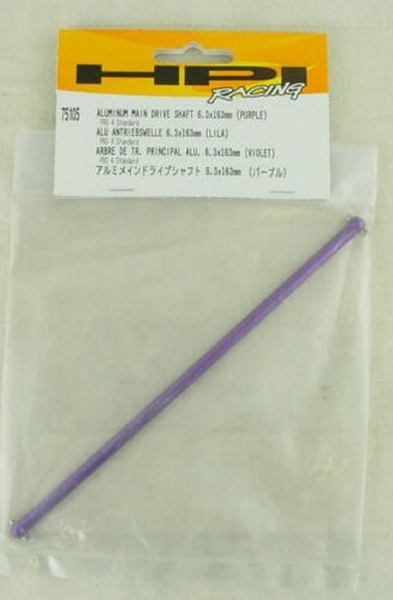 HPI
RACING
75105
ALUMINUM MAIN DRIVE SHAFT 6.3x163mm (PURPLE)
PRO 4 Standard
ALU ANTRIEBSWELLE 6.3x163mm (LILA)
PRO 4 Standard
ARBRE DE TR. PRINCIPAL ALU. 6.3x163mm (VIOLET)
PRO 4 Standard
アルミメインドライブシャフト 6.3x163mm (パープル)